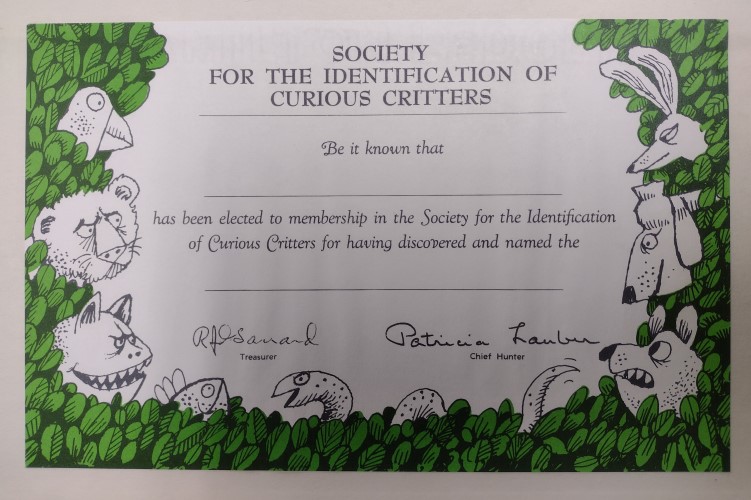 SOCIETY
FOR THE IDENTIFICATION OF
CURIOUS CRITTERS
Be it known that
has been elected to membership in the Society for the Identification
of Curious Critters for having discovered and named the
Patricia Lauber
Treasurer
Chief Hunter